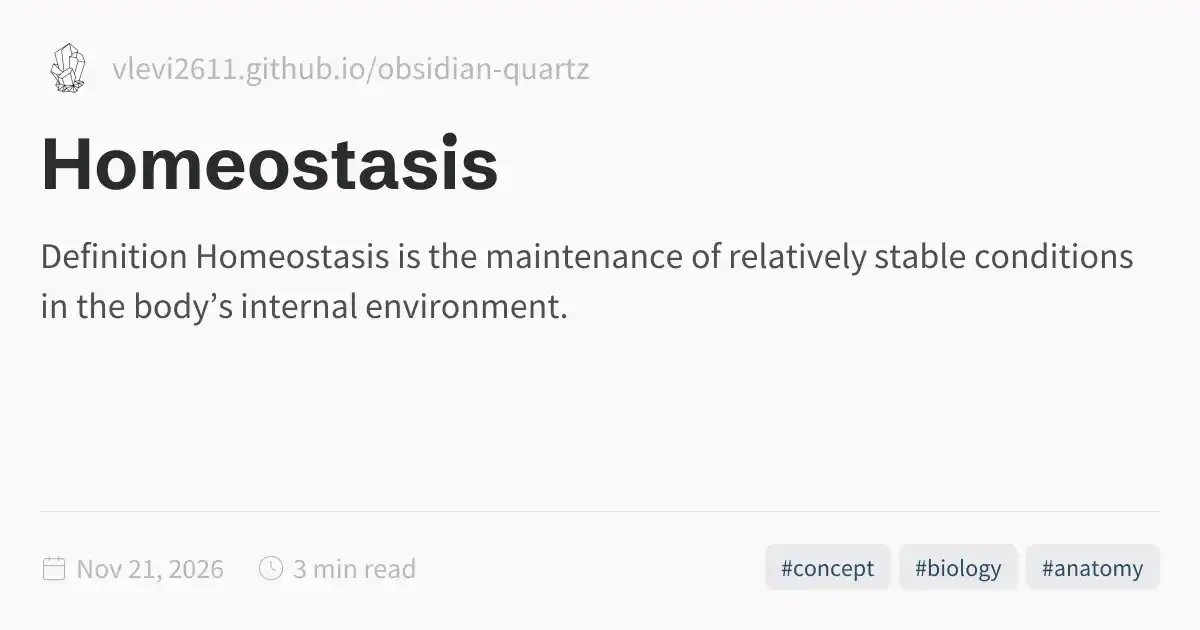 vlevi2611.github.io/obsidian-quartz
Homeostasis
Definition Homeostasis is the maintenance of relatively stable conditions
in the body’s internal environment.
Nov 21, 2026 3 min read #concept #biology #anatomy